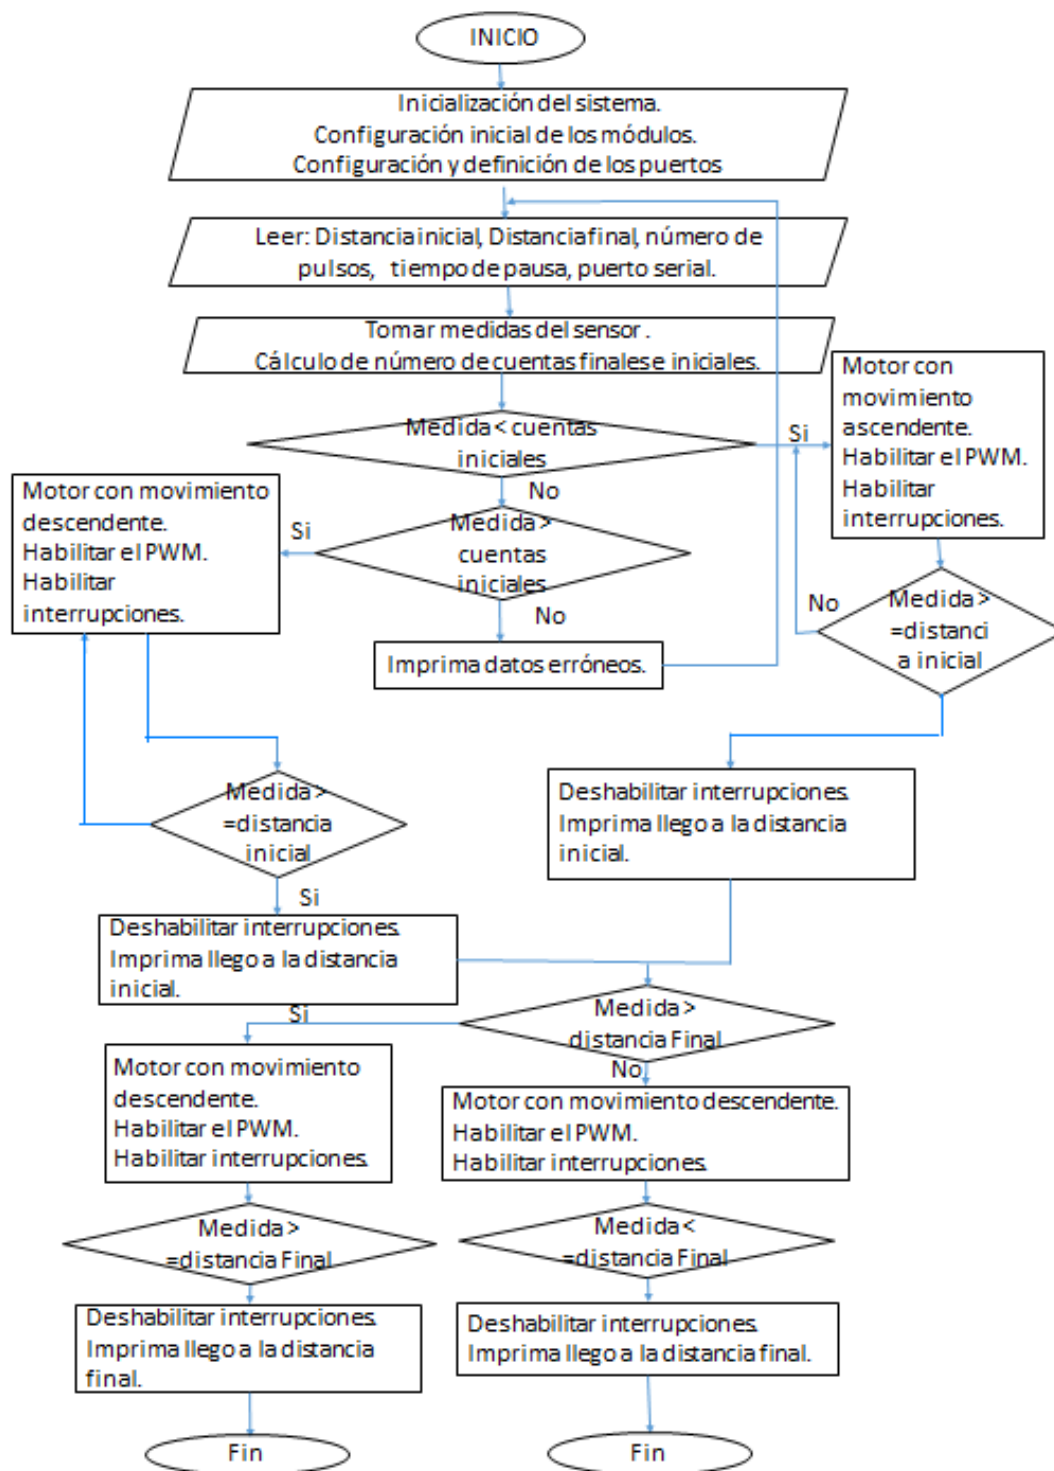 INICIO
Inicialización del sistema.
Configuración inicial de los módulos.
Configuración y definición de los puertos
Leer: Distancia inicial, Distancia final, número de
pulsos, tiempo de pausa, puerto serial.
Tomar medidas del sensor .
Cálculo de número de cuentas finales e iniciales.
Medida < cuentas
iniciales
Si
Motor con
movimiento
ascendente.
Habilitar el PWM.
Habilitar
interrupciones.
No
Medida >
cuentas
iniciales
Si
Motor con movimiento
descendente.
Habilitar el PWM.
Habilitar
interrupciones.
No
Imprima datos erróneos.
No
Medida >
=distanci
a inicial
Medida >
=distancia
inicial
Si
Deshabilitar interrupciones.
Imprima llego a la distancia
inicial.
Deshabilitar interrupciones.
Imprima llego a la distancia
inicial.
Medida >
distancia Final
Si
No
Motor con movimiento
descendente.
Habilitar el PWM.
Habilitar interrupciones.
Motor con movimiento descendente.
Habilitar el PWM.
Habilitar interrupciones.
Medida >
=distancia Final
Medida <
=distancia Final
Deshabilitar interrupciones.
Imprima llego a la distancia
final.
Deshabilitar interrupciones.
Imprima llego a la distancia final.
Fin
Fin